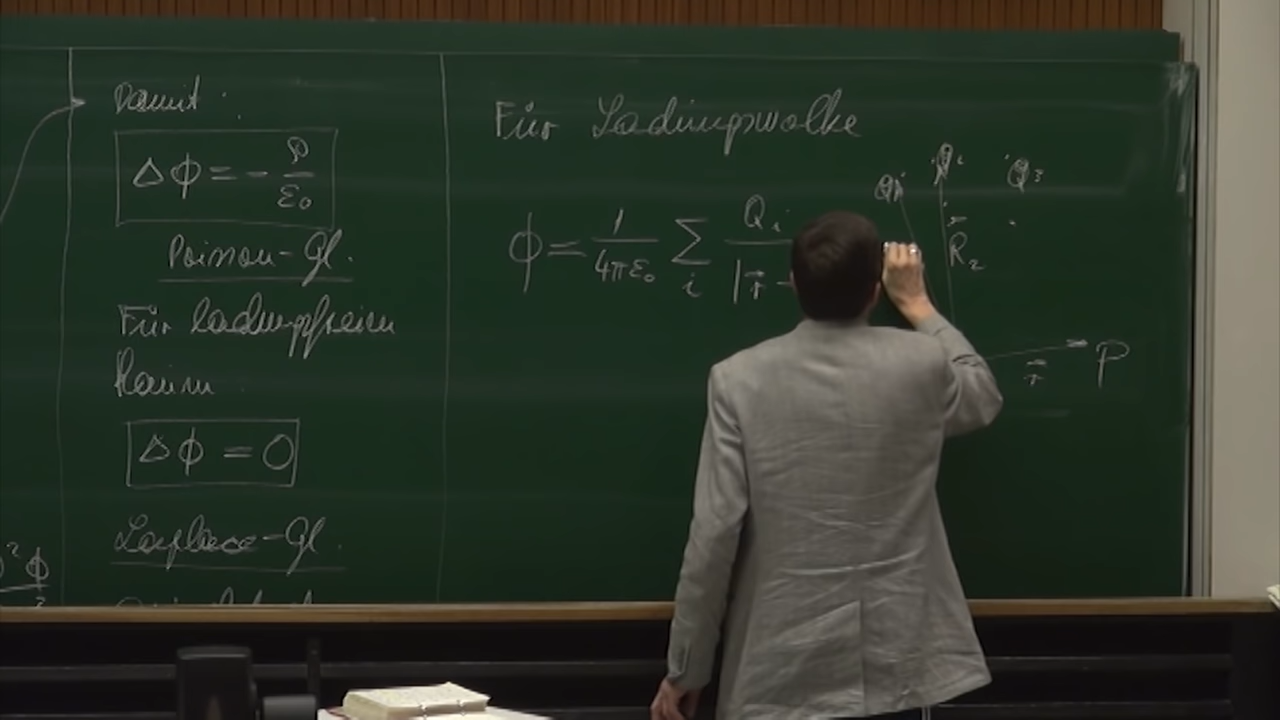 Damit:
Δϕ = - ρ/ε₀
Poisson-Gl.
Für ladungsfreien
Raum
Δϕ = 0
Laplace-Gl.
Für Ladungswolke
ϕ = 1/4πε₀ Σᵢ Qᵢ/|r⃗ -
Q₁ Q₂ Q₃
R⃗₂
r⃗ P